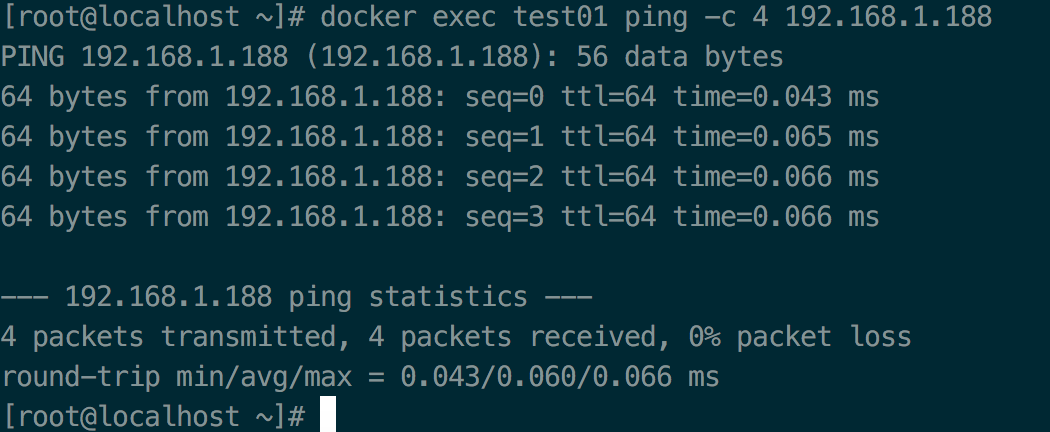 [root@localhost ~]# docker exec test01 ping -c 4 192.168.1.188
PING 192.168.1.188 (192.168.1.188): 56 data bytes
64 bytes from 192.168.1.188: seq=0 ttl=64 time=0.043 ms
64 bytes from 192.168.1.188: seq=1 ttl=64 time=0.065 ms
64 bytes from 192.168.1.188: seq=2 ttl=64 time=0.066 ms
64 bytes from 192.168.1.188: seq=3 ttl=64 time=0.066 ms
--- 192.168.1.188 ping statistics ---
4 packets transmitted, 4 packets received, 0% packet loss
round-trip min/avg/max = 0.043/0.060/0.066 ms
[root@localhost ~]#